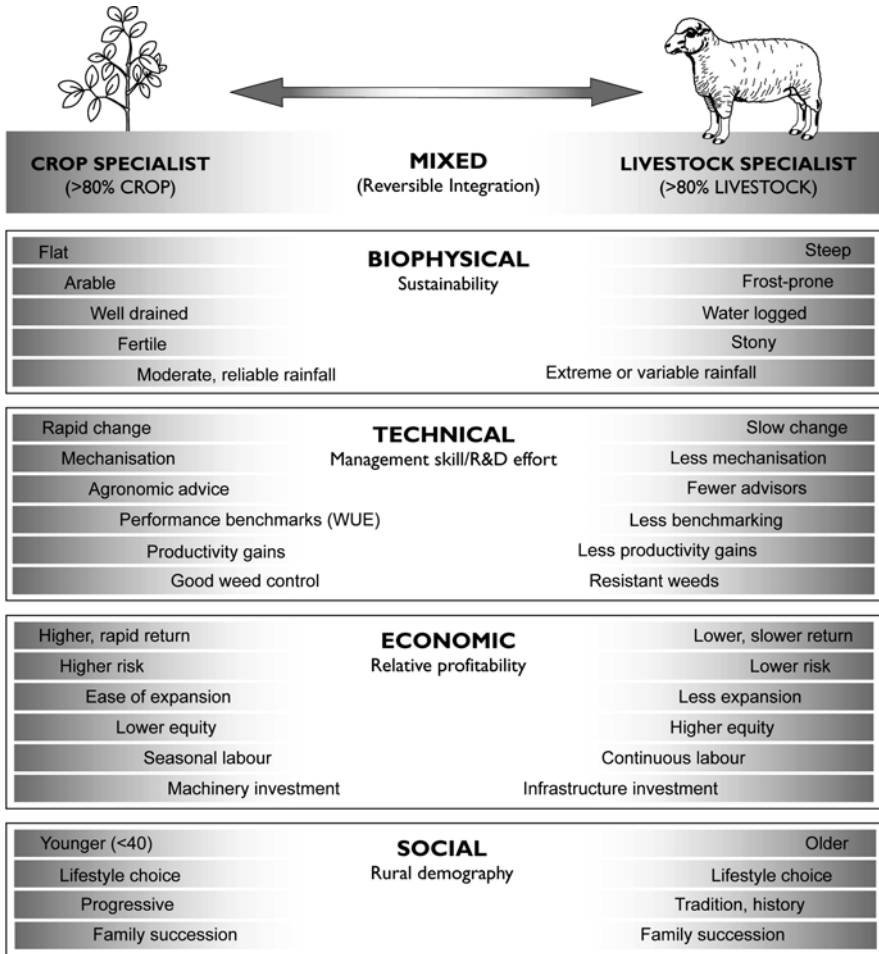 CROP SPECIALIST
(>80% CROP)
MIXED
(Reversible Integration)
LIVESTOCK SPECIALIST
(>80% LIVESTOCK)
BIOPHYSICAL
Sustainability
Flat
Steep
Arable
Frost-prone
Well drained
Water logged
Fertile
Stony
Moderate, reliable rainfall
Extreme or variable rainfall
TECHNICAL
Management skill/R&D effort
Rapid change
Slow change
Mechanisation
Less mechanisation
Agronomic advice
Fewer advisors
Performance benchmarks (WUE)
Less benchmarking
Productivity gains
Less productivity gains
Good weed control
Resistant weeds
ECONOMIC
Relative profitability
Higher, rapid return
Lower, slower return
Higher risk
Lower risk
Ease of expansion
Less expansion
Lower equity
Higher equity
Seasonal labour
Continuous labour
Machinery investment
Infrastructure investment
SOCIAL
Rural demography
Younger (<40)
Older
Lifestyle choice
Lifestyle choice
Progressive
Tradition, history
Family succession
Family succession